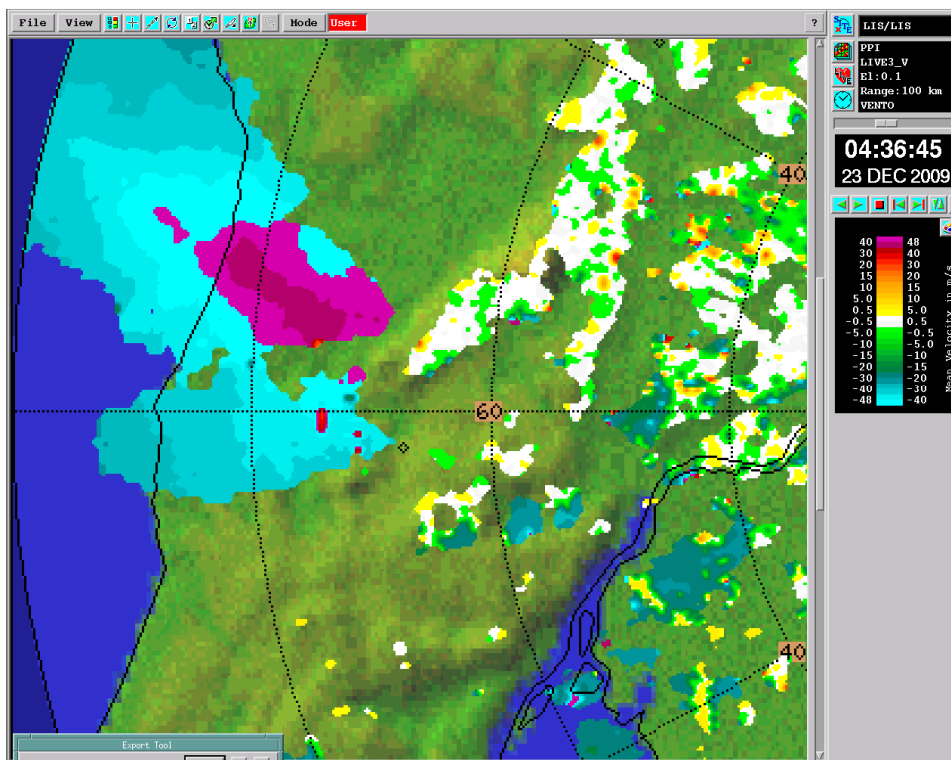 File View Mode User ?
SITE LIS/LIS
PPI
LIVE3_V
El:0.1
Range:100 km
VENTO
04:36:45
23 DEC 2009
40 48
30 40
20 30
15 20
10 15
5.0 10
0.5 5.0
-0.5 0.5
-5.0 -0.5
-10 -5.0
-15 -10
-20 -15
-30 -20
-40 -30
-48 -40
Mean Velocity in m/s
40
60
40
Export Tool